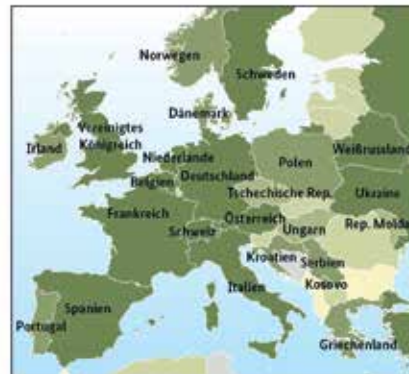 Norwegen
Schweden
Dänemark
Vereinigtes
Königreich
Irland
Niederlande
Belgien
Deutschland
Polen
Weißrussland
Tschechische Rep.
Ukraine
Frankreich
Österreich
Ungarn
Rep. Molda
Schweiz
Kroatien
Serbien
Italien
Kosovo
Spanien
Portugal
Griechenland